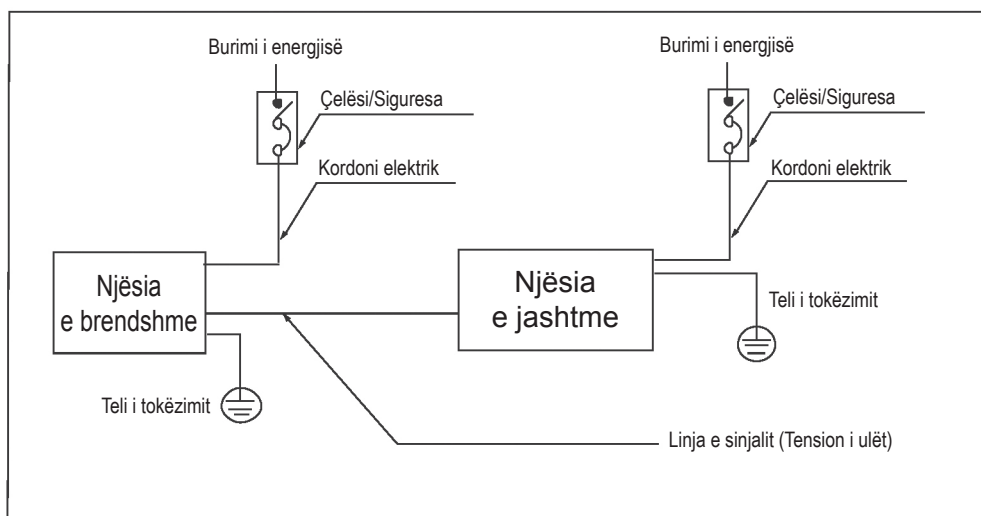 Burimi i energjisë
Çelësi/Siguresa
Kordoni elektrik
Burimi i energjisë
Çelësi/Siguresa
Kordoni elektrik
Njësia
e brendshme
Njësia
e jashtme
Teli i tokëzimit
Teli i tokëzimit
Linja e sinjalit (Tension i ulët)